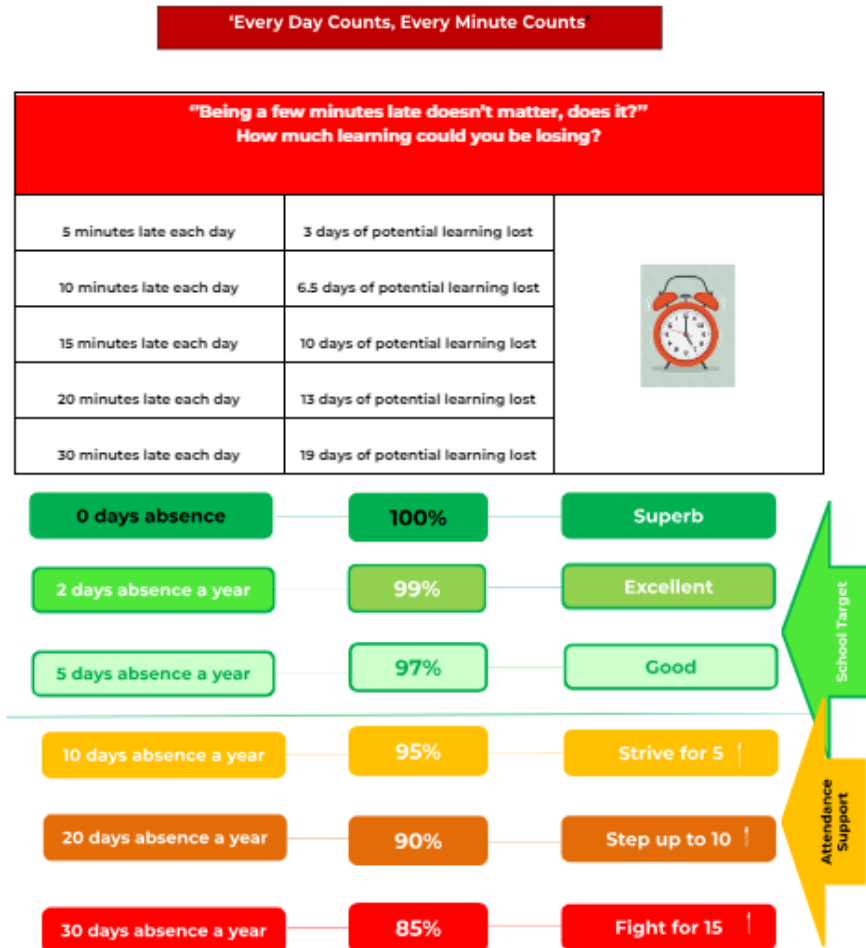 ‘Every Day Counts, Every Minute Counts’
‘’Being a few minutes late doesn’t matter, does it?”
How much learning could you be losing?
5 minutes late each day
3 days of potential learning lost
10 minutes late each day
6.5 days of potential learning lost
15 minutes late each day
10 days of potential learning lost
20 minutes late each day
13 days of potential learning lost
30 minutes late each day
19 days of potential learning lost
0 days absence
100%
Superb
2 days absence a year
99%
Excellent
5 days absence a year
97%
Good
School Target
10 days absence a year
95%
Strive for 5
20 days absence a year
90%
Step up to 10
Attendance
Support
30 days absence a year
85%
Fight for 15